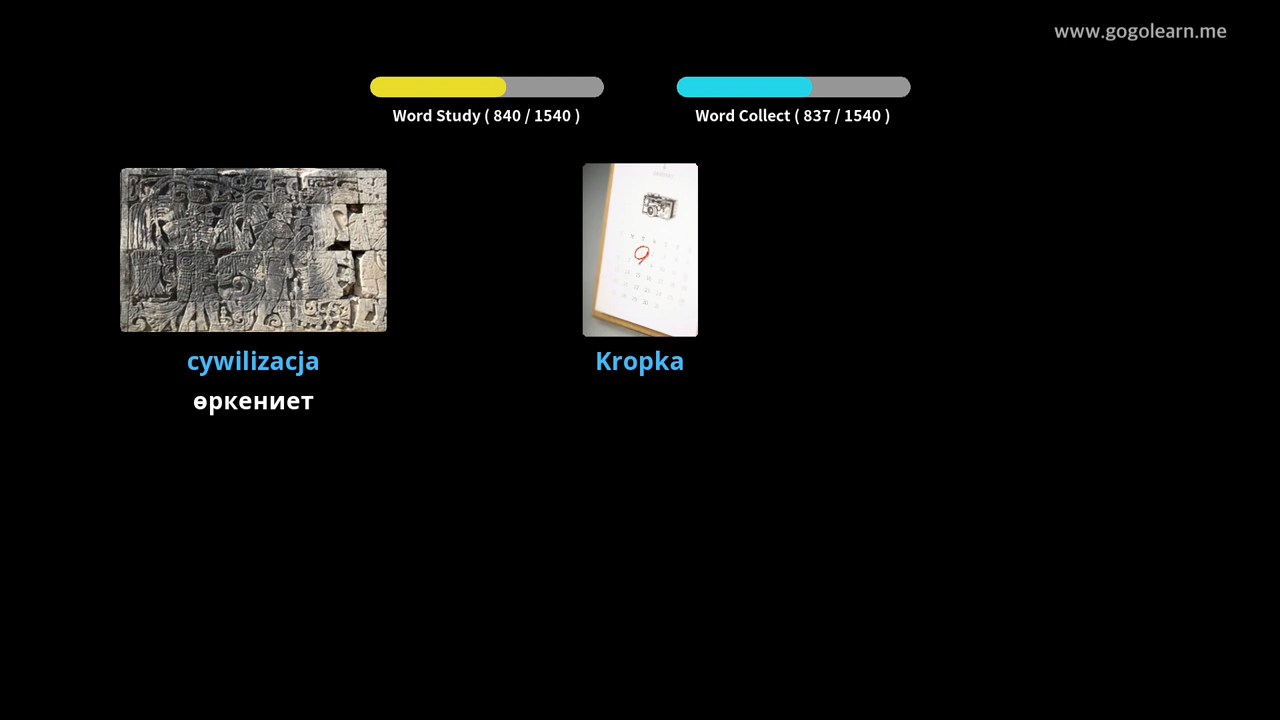 www.gogolearn.me
Word Study ( 840 / 1540 )
Word Collect ( 837 / 1540 )
cywilizacja
өркениет
Kropka